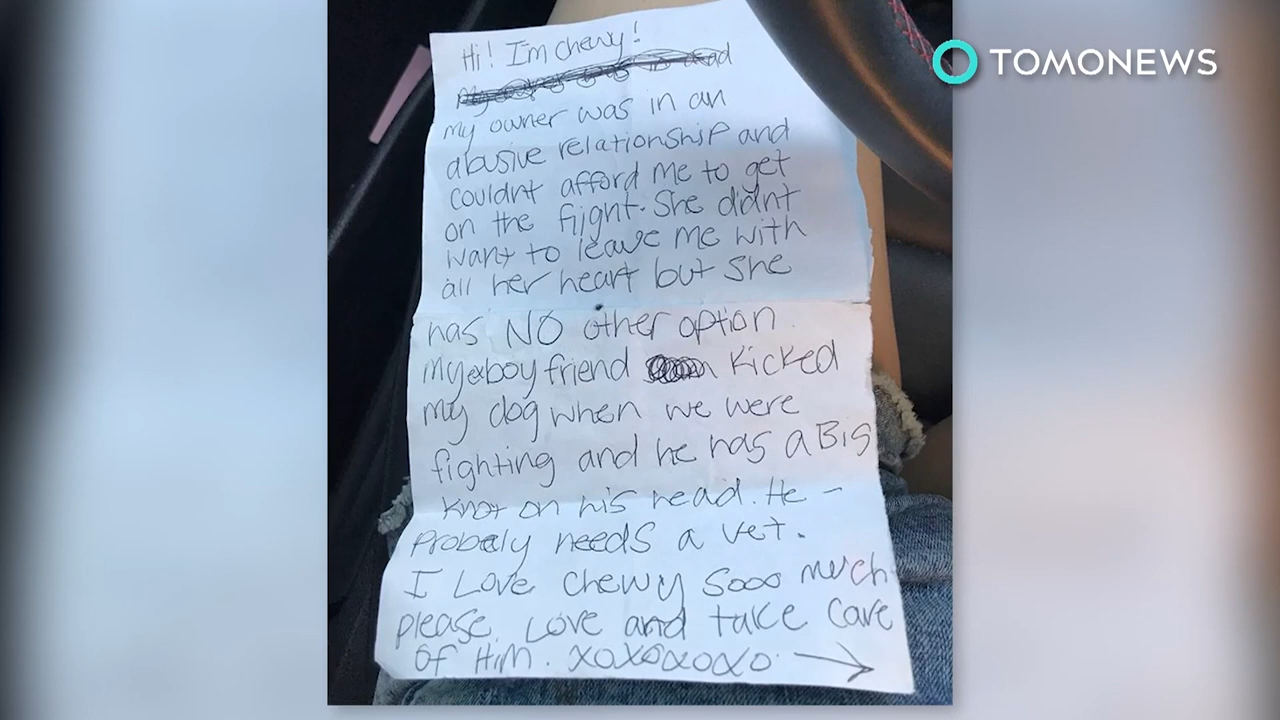 TOMONEWS
Hi! I'm chewy!
my owner was in an
abusive relationship and
couldnt afford me to get
on the flight. She didnt
want to leave me with
all her heart but she
has NO other option.
my ex boyfriend kicked
my dog when we were
fighting and he has a BIG
knot on his head. He -
probaly needs a vet.
I Love chewy sooo much
please Love and take care
of Him. xoxoxoxo →